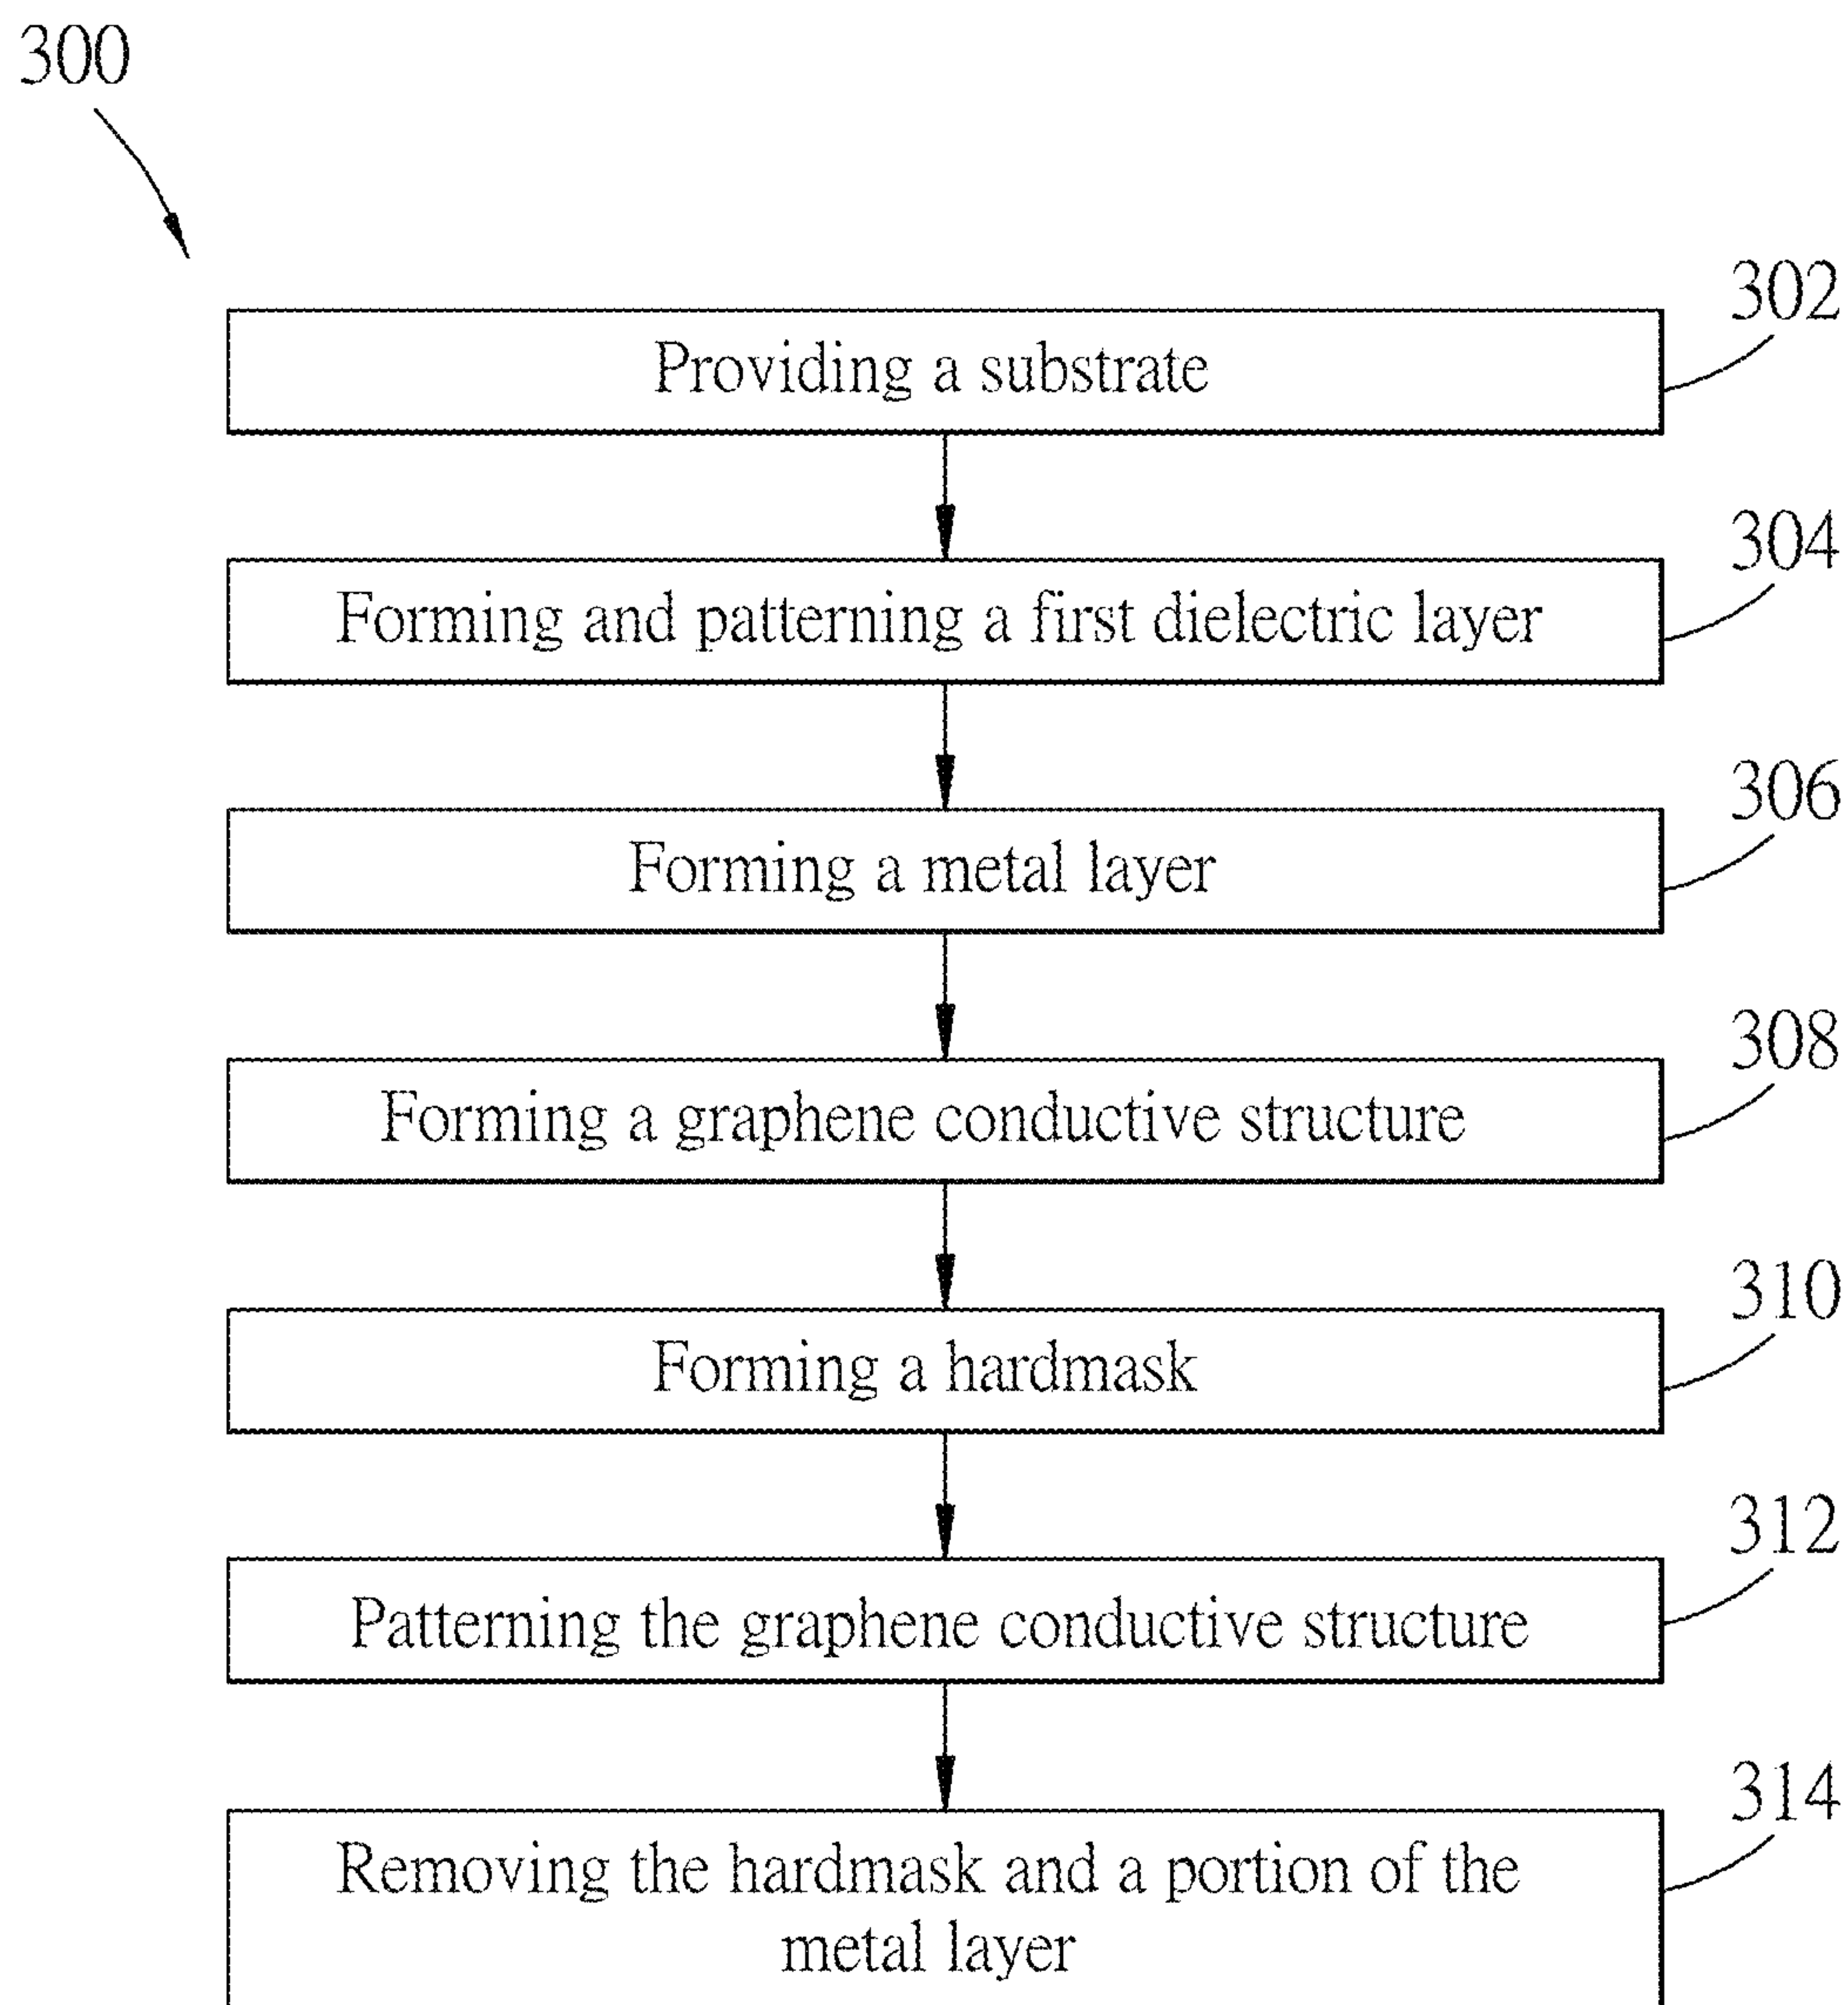 300
302
Providing a substrate
304
Forming and patterning a first dielectric layer
306
Forming a metal layer
308
Forming a graphene conductive structure
310
Forming a hardmask
312
Patterning the graphene conductive structure
314
Removing the hardmask and a portion of the
metal layer